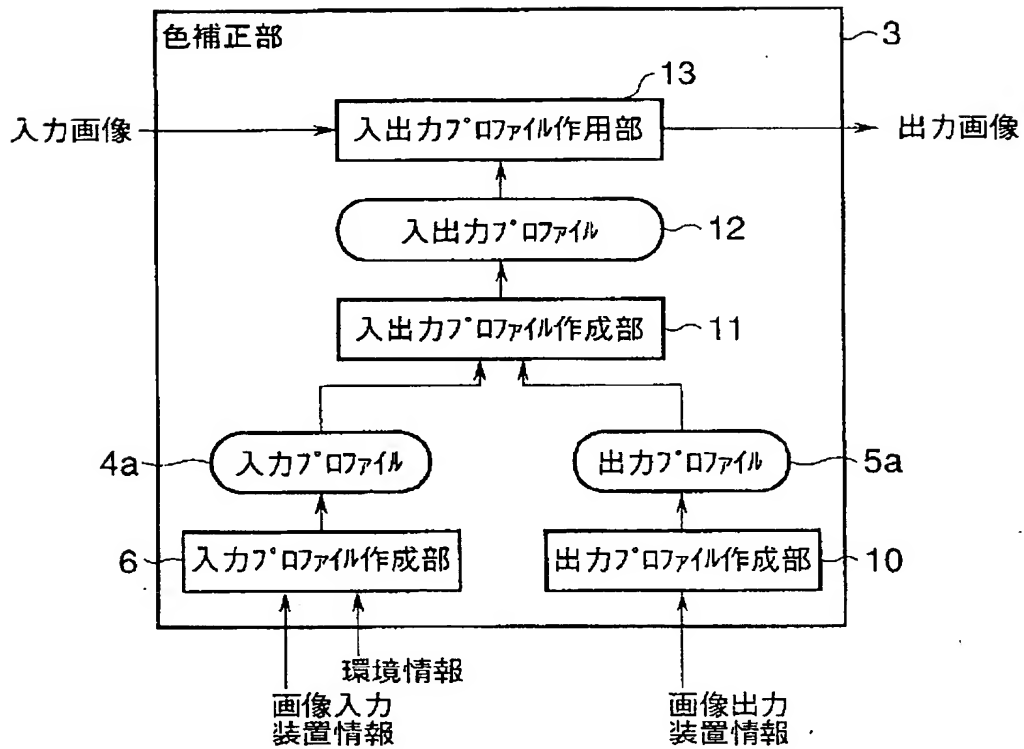 色補正部
3
13
入力画像
入出力ﾌﾟﾛﾌｧｲﾙ作用部
出力画像
入出力ﾌﾟﾛﾌｧｲﾙ
12
入出力ﾌﾟﾛﾌｧｲﾙ作成部
11
4a
入力ﾌﾟﾛﾌｧｲﾙ
出力ﾌﾟﾛﾌｧｲﾙ
5a
6
入力ﾌﾟﾛﾌｧｲﾙ作成部
出力ﾌﾟﾛﾌｧｲﾙ作成部
10
環境情報
画像入力
装置情報
画像出力
装置情報